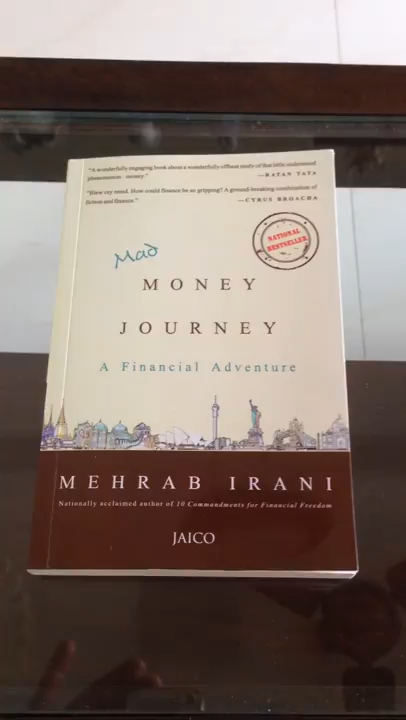 "A wonderfully engaging book about a wonderfully offbeat study of that little understood
phenomenon - money."
—RATAN TATA
"Blew my mind. How could finance be so gripping? A ground-breaking combination of
fiction and finance."
—CYRUS BROACHA
NATIONAL
BESTSELLER
Mad
MONEY
JOURNEY
A Financial Adventure
MEHRAB IRANI
Nationally acclaimed author of 10 Commandments for Financial Freedom
JAICO